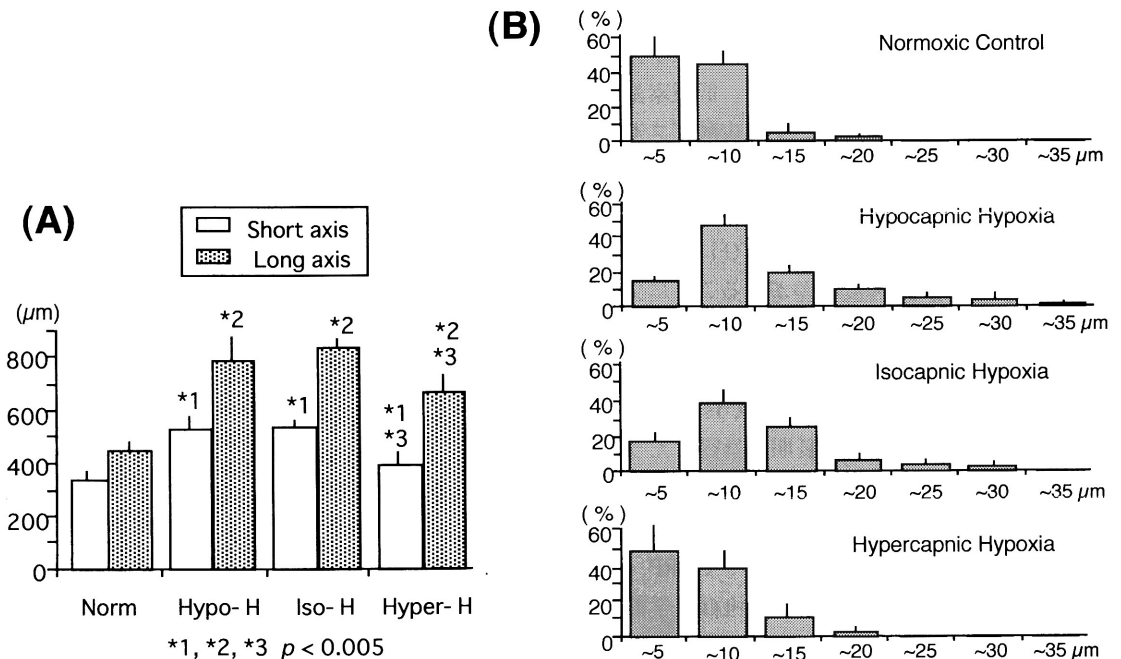 (A)
Short axis
Long axis
(µm)
800
600
400
200
0
*2
*1
*2
*1
*2
*3
*1
*3
Norm Hypo- H Iso- H Hyper- H
*1, *2, *3 p < 0.005
(B)
(%)
Normoxic Control
60
40
20
0
~5 ~10 ~15 ~20 ~25 ~30 ~35 µm
(%)
Hypocapnic Hypoxia
60
40
20
0
~5 ~10 ~15 ~20 ~25 ~30 ~35 µm
(%)
Isocapnic Hypoxia
60
40
20
0
~5 ~10 ~15 ~20 ~25 ~30 ~35 µm
(%)
Hypercapnic Hypoxia
60
40
20
0
~5 ~10 ~15 ~20 ~25 ~30 ~35 µm